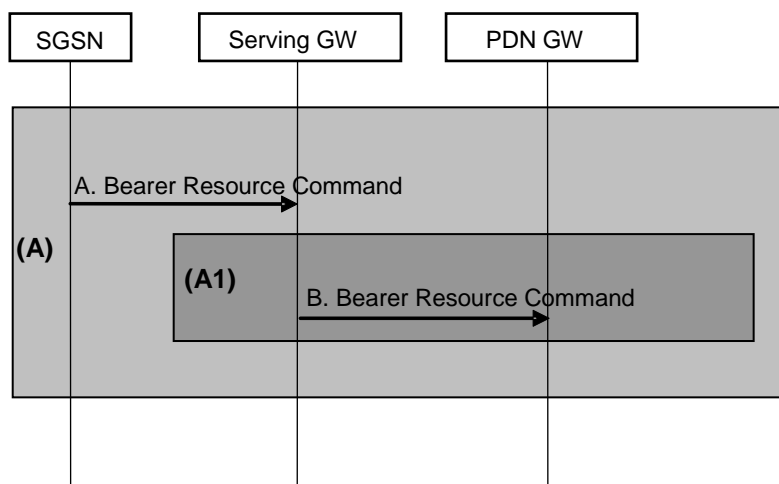 SGSN
Serving GW
PDN GW
A. Bearer Resource Command
(A)
(A1)
B. Bearer Resource Command